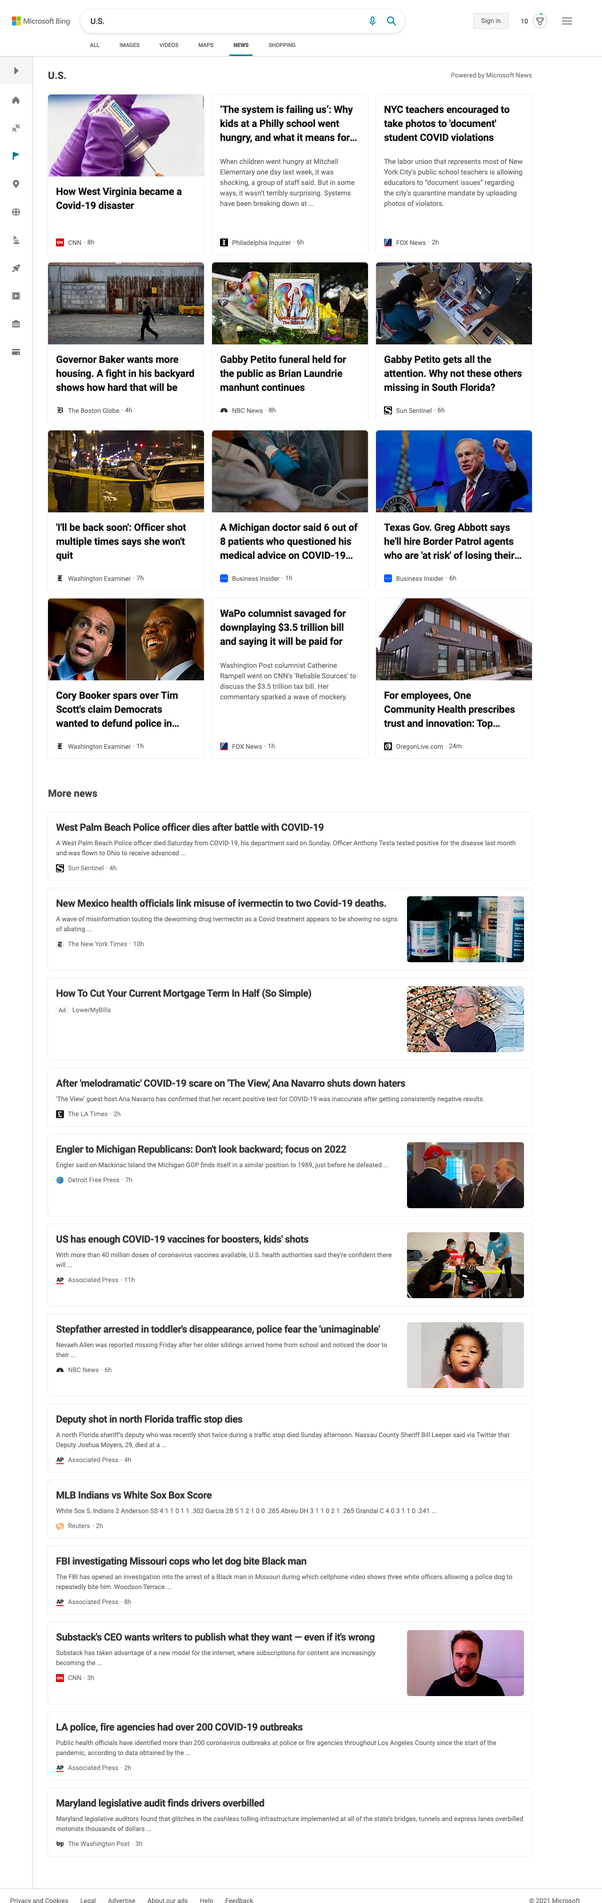 Microsoft Bing
U.S.
Sign in
10
ALL
IMAGES
VIDEOS
MAPS
NEWS
SHOPPING
U.S.
Powered by Microsoft News
How West Virginia became a
Covid-19 disaster
CNN · 8h
'The system is failing us': Why
kids at a Philly school went
hungry, and what it means for...
When children went hungry at Mitchell
Elementary one day last week, it was
shocking, a group of staff said. But in some
ways, it wasn't terribly surprising. Systems
have been breaking down at ...
Philadelphia Inquirer · 6h
NYC teachers encouraged to
take photos to 'document'
student COVID violations
The labor union that represents most of New
York City's public school teachers is allowing
educators to "document issues" regarding
the city's quarantine mandate by uploading
photos of violators.
FOX News · 2h
Governor Baker wants more
housing. A fight in his backyard
shows how hard that will be
The Boston Globe · 4h
Gabby Petito funeral held for
the public as Brian Laundrie
manhunt continues
NBC News · 8h
Gabby Petito gets all the
attention. Why not these others
missing in South Florida?
Sun Sentinel · 6h
'I'll be back soon': Officer shot
multiple times says she won't
quit
Washington Examiner · 7h
A Michigan doctor said 6 out of
8 patients who questioned his
medical advice on COVID-19...
Business Insider · 1h
Texas Gov. Greg Abbott says
he'll hire Border Patrol agents
who are 'at risk' of losing their...
Business Insider · 6h
Cory Booker spars over Tim
Scott's claim Democrats
wanted to defund police in...
Washington Examiner · 1h
WaPo columnist savaged for
downplaying $3.5 trillion bill
and saying it will be paid for
Washington Post columnist Catherine
Rampell went on CNN's 'Reliable Sources' to
discuss the $3.5 trillion tax bill. Her
commentary sparked a wave of mockery.
FOX News · 1h
For employees, One
Community Health prescribes
trust and innovation: Top...
OregonLive.com · 24m
More news
West Palm Beach Police officer dies after battle with COVID-19
A West Palm Beach Police officer died Saturday from COVID-19, his department said on Sunday. Officer Anthony Testa tested positive for the disease last month
and was flown to Ohio to receive advanced ...
Sun Sentinel · 4h
New Mexico health officials link misuse of ivermectin to two Covid-19 deaths.
A wave of misinformation touting the deworming drug ivermectin as a Covid treatment appears to be showing no signs
of abating ...
The New York Times · 10h
How To Cut Your Current Mortgage Term In Half (So Simple)
Ad LowerMyBills
After 'melodramatic' COVID-19 scare on 'The View,' Ana Navarro shuts down haters
'The View' guest host Ana Navarro has confirmed that her recent positive test for COVID-19 was inaccurate after getting consistently negative results.
The LA Times · 2h
Engler to Michigan Republicans: Don't look backward; focus on 2022
Engler said on Mackinac Island the Michigan GOP finds itself in a similar position to 1989, just before he defeated ...
Detroit Free Press · 7h
US has enough COVID-19 vaccines for boosters, kids' shots
With more than 40 million doses of coronavirus vaccines available, U.S. health authorities said they're confident there
will ...
AP Associated Press · 11h
Stepfather arrested in toddler's disappearance, police fear the 'unimaginable'
Nevaeh Allen was reported missing Friday after her older siblings arrived home from school and noticed the door to
their ...
NBC News · 6h
Deputy shot in north Florida traffic stop dies
A north Florida sheriff's deputy who was recently shot twice during a traffic stop died Sunday afternoon. Nassau County Sheriff Bill Leeper said via Twitter that
Deputy Joshua Moyers, 29, died at a ...
AP Associated Press · 4h
MLB Indians vs White Sox Box Score
White Sox 5, Indians 2 Anderson SS 4 1 1 0 1 1 .302 Garcia 2B 5 1 2 1 0 0 .265 Abreu DH 3 1 1 0 2 1 .265 Grandal C 4 0 3 1 1 0 .241 ...
Reuters · 2h
FBI investigating Missouri cops who let dog bite Black man
The FBI has opened an investigation into the arrest of a Black man in Missouri during which cellphone video shows three white officers allowing a police dog to
repeatedly bite him. Woodson Terrace ...
AP Associated Press · 8h
Substack's CEO wants writers to publish what they want — even if it's wrong
Substack has taken advantage of a new model for the internet, where subscriptions for content are increasingly
becoming the ...
CNN · 3h
LA police, fire agencies had over 200 COVID-19 outbreaks
Public health officials have identified more than 200 coronavirus outbreaks at police or fire agencies throughout Los Angeles County since the start of the
pandemic, according to data obtained by the ...
AP Associated Press · 2h
Maryland legislative audit finds drivers overbilled
Maryland legislative auditors found that glitches in the cashless tolling infrastructure implemented at all of the state's bridges, tunnels and express lanes overbilled
motorists thousands of dollars ...
The Washington Post · 3h
Privacy and Cookies
Legal
Advertise
About our ads
Help
Feedback
© 2021 Microsoft